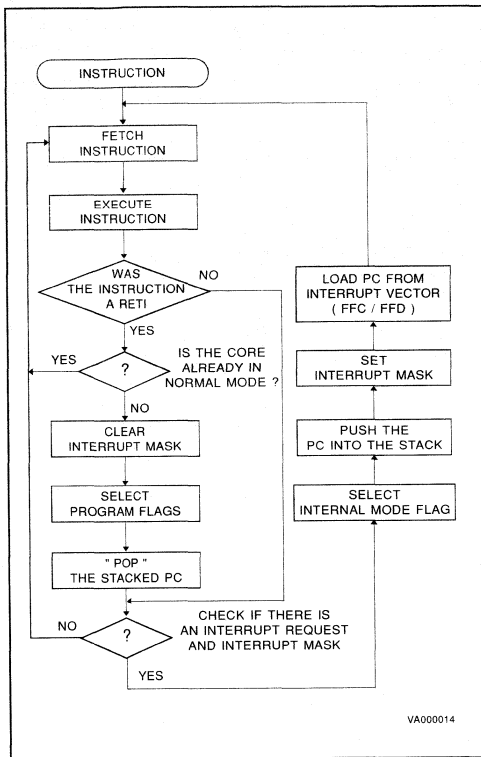 INSTRUCTION
FETCH
INSTRUCTION
EXECUTE
INSTRUCTION
WAS
THE INSTRUCTION
A RETI
NO
YES
YES
?
IS THE CORE
ALREADY IN
NORMAL MODE ?
NO
CLEAR
INTERRUPT MASK
SELECT
PROGRAM FLAGS
" POP "
THE STACKED PC
NO
?
CHECK IF THERE IS
AN INTERRUPT REQUEST
AND INTERRUPT MASK
YES
LOAD PC FROM
INTERRUPT VECTOR
( FFC / FFD )
SET
INTERRUPT MASK
PUSH THE
PC INTO THE STACK
SELECT
INTERNAL MODE FLAG
VA000014